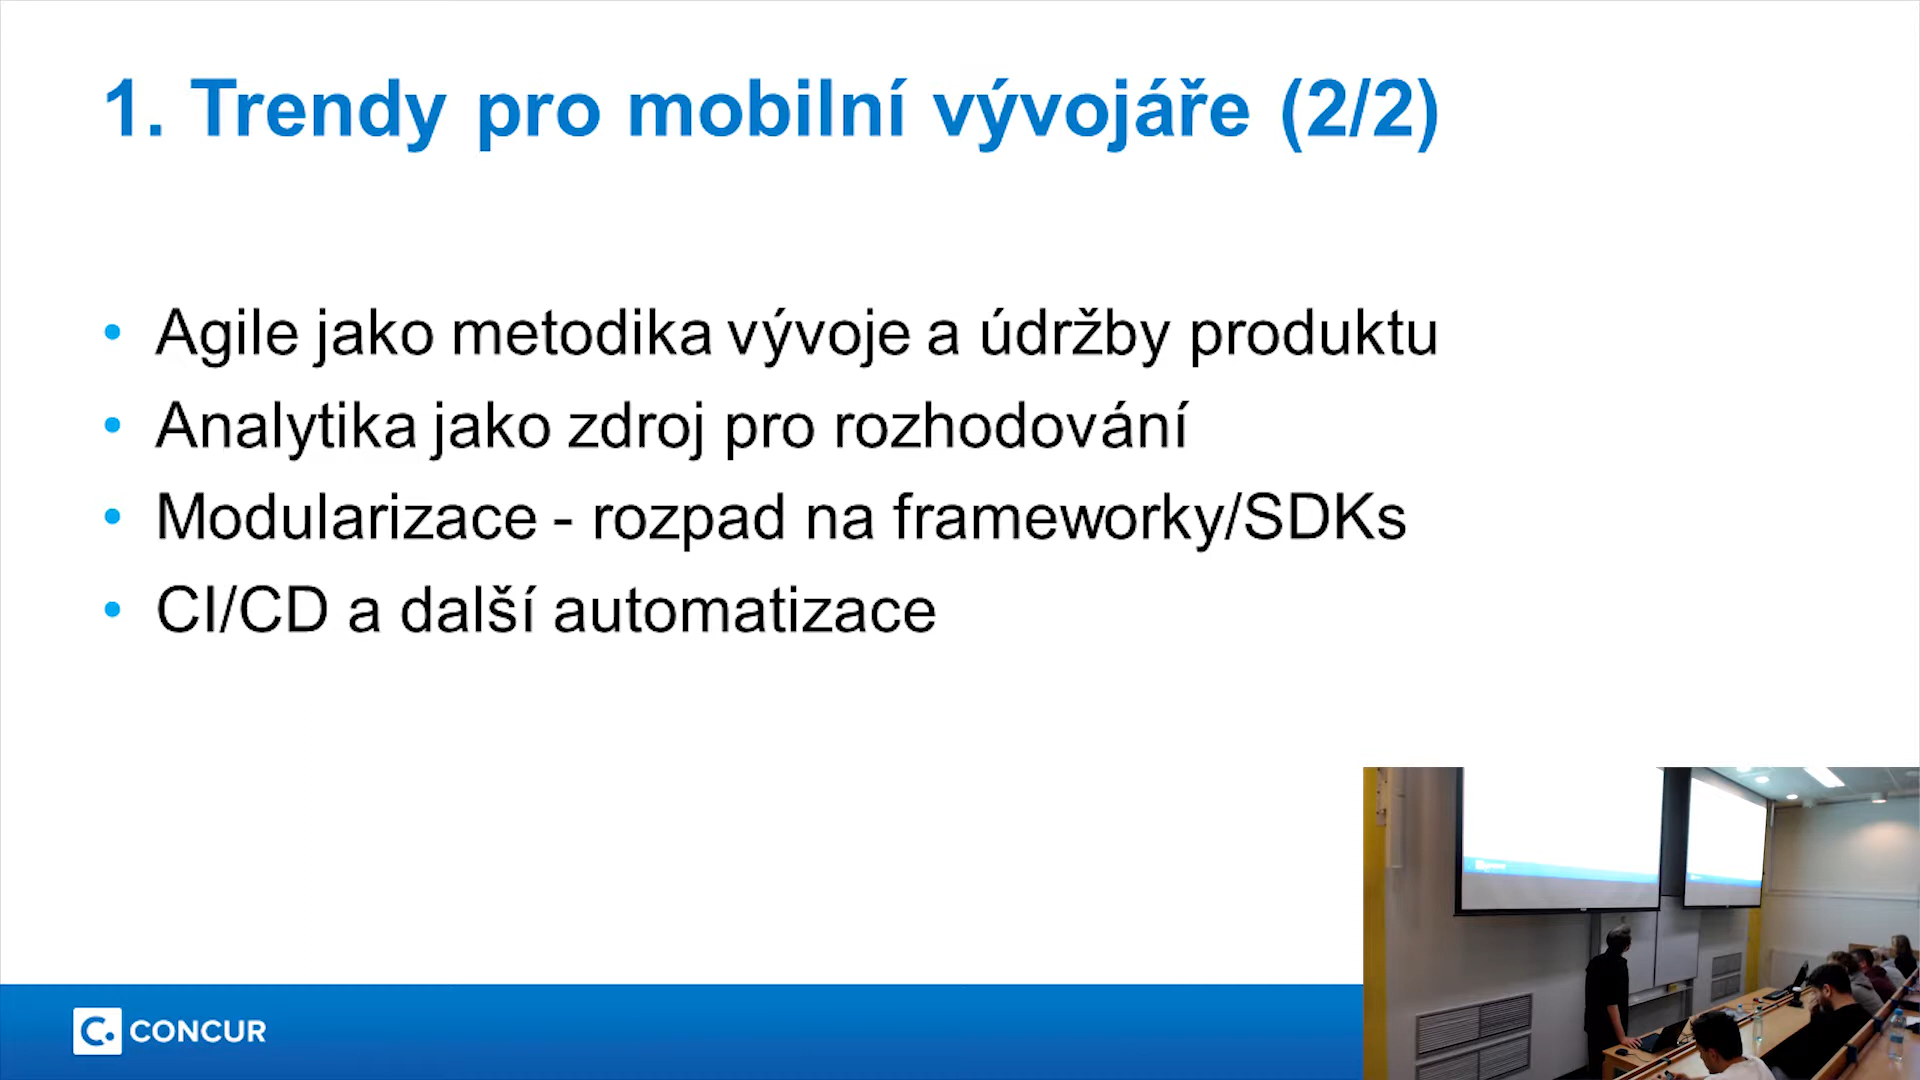 1. Trendy pro mobilní vývojáře (2/2)
• Agile jako metodika vývoje a údržby produktu
• Analytika jako zdroj pro rozhodování
• Modularizace - rozpad na frameworky/SDKs
• CI/CD a další automatizace
C. CONCUR